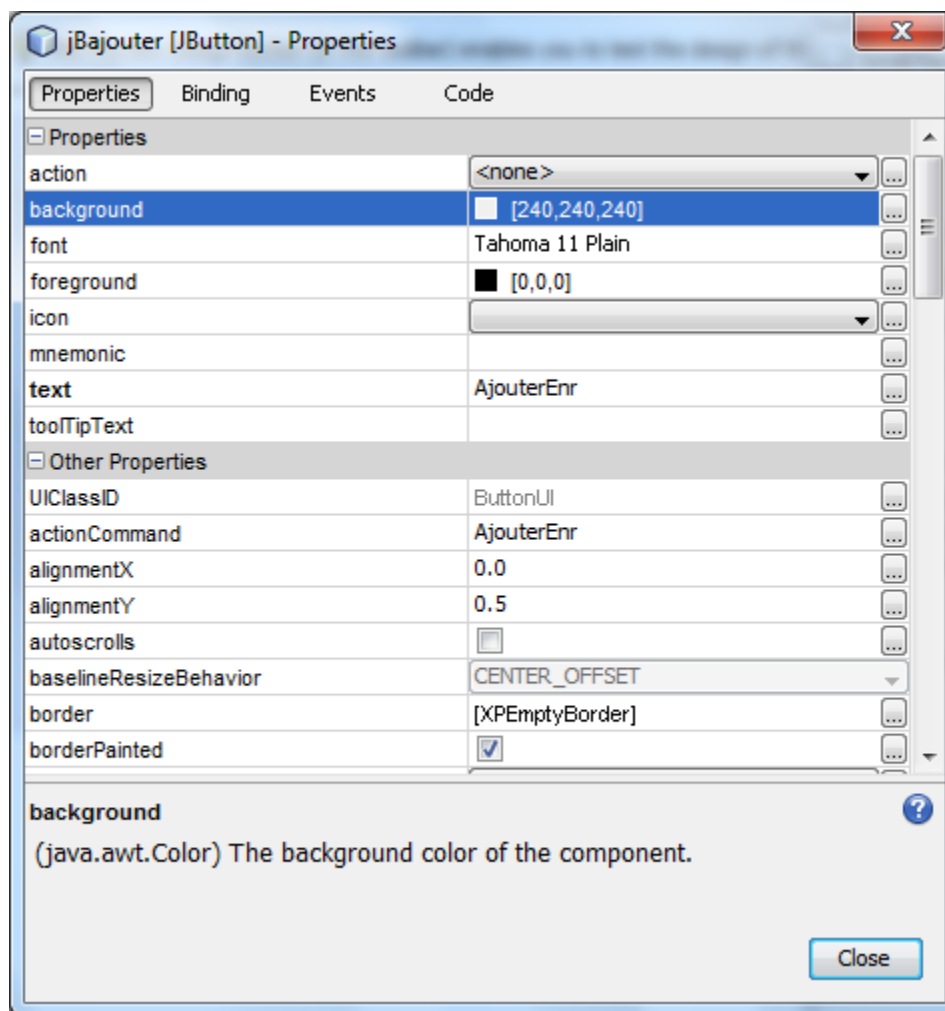 jBajouter [JButton] - Properties
Properties Binding Events Code
Properties
action <none> ...
background [240,240,240] ...
font Tahoma 11 Plain ...
foreground [0,0,0] ...
icon ...
mnemonic ...
text AjouterEnr ...
toolTipText ...
Other Properties
UIClassID ButtonUI ...
actionCommand AjouterEnr ...
alignmentX 0.0 ...
alignmentY 0.5 ...
autoscrolls ...
baselineResizeBehavior CENTER_OFFSET
border [XPEmptyBorder] ...
borderPainted ...
background ?
(java.awt.Color) The background color of the component.
Close